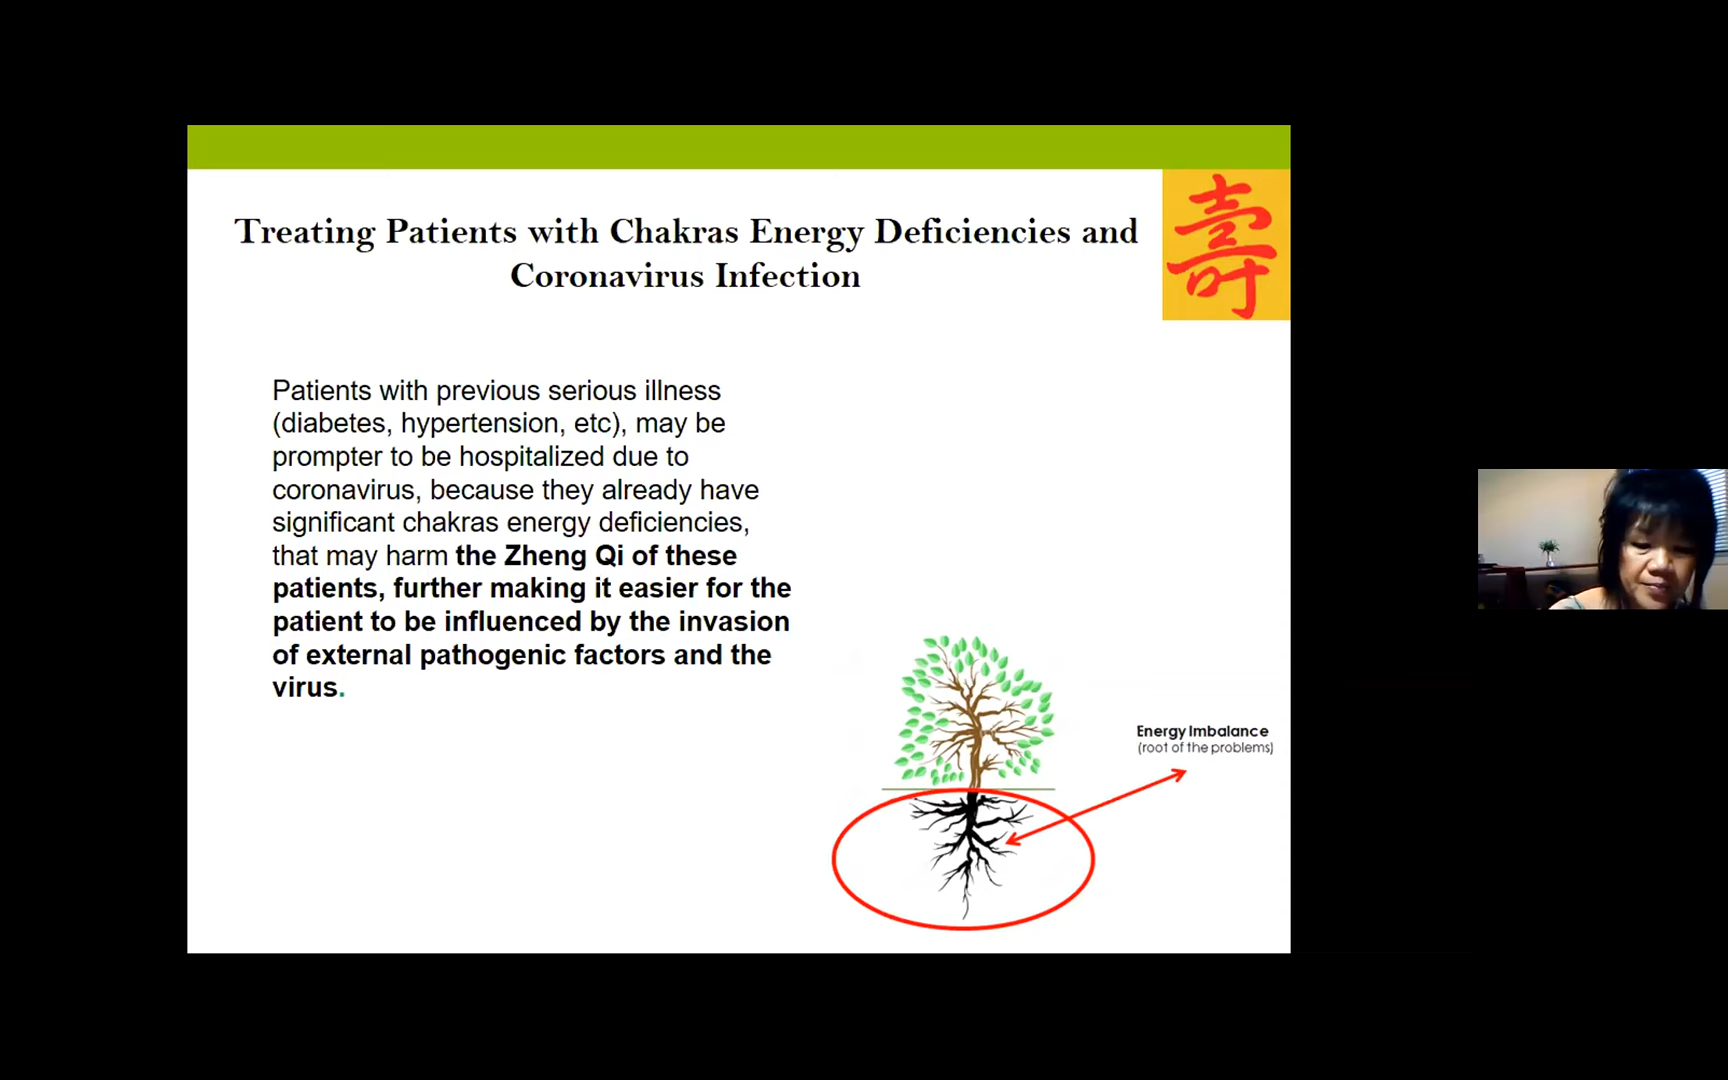 Treating Patients with Chakras Energy Deficiencies and
Coronavirus Infection
壽
Patients with previous serious illness
(diabetes, hypertension, etc), may be
prompter to be hospitalized due to
coronavirus, because they already have
significant chakras energy deficiencies,
that may harm the Zheng Qi of these
patients, further making it easier for the
patient to be influenced by the invasion
of external pathogenic factors and the
virus.
Energy Imbalance
(root of the problems)